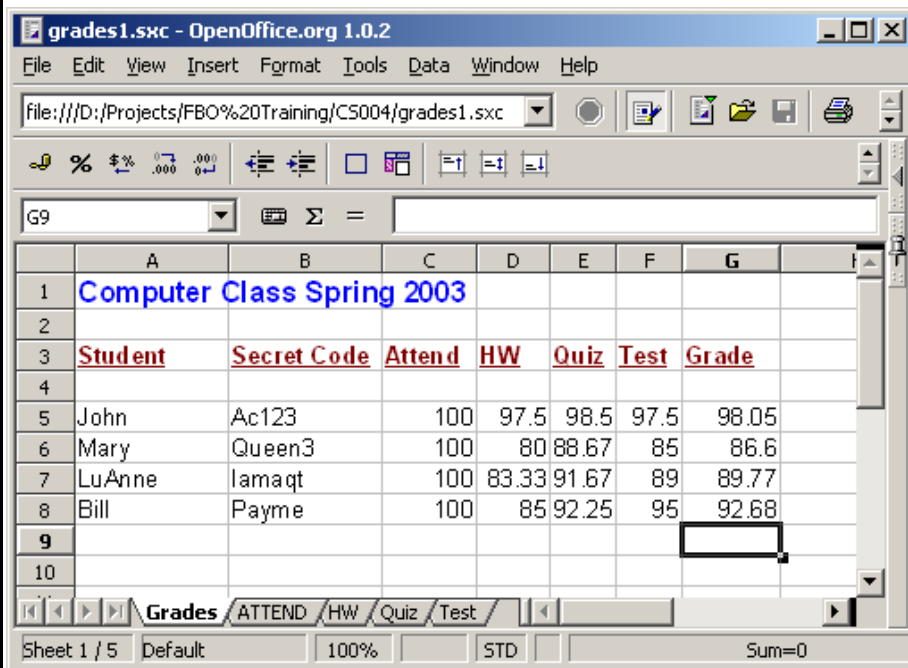 grades1.sxc - OpenOffice.org 1.0.2
File Edit View Insert Format Tools Data Window Help
file:///D:/Projects/FBO%20Training/CS004/grades1.sxc
% $% .000 .000
G9 Σ =
A B C D E F G H
1 Computer Class Spring 2003
2
3 Student Secret Code Attend HW Quiz Test Grade
4
5 John Ac123 100 97.5 98.5 97.5 98.05
6 Mary Queen3 100 80 88.67 85 86.6
7 LuAnne Iamaqt 100 83.33 91.67 89 89.77
8 Bill Payme 100 85 92.25 95 92.68
9
10
Grades ATTEND HW Quiz Test
Sheet 1 / 5 Default 100% STD Sum=0